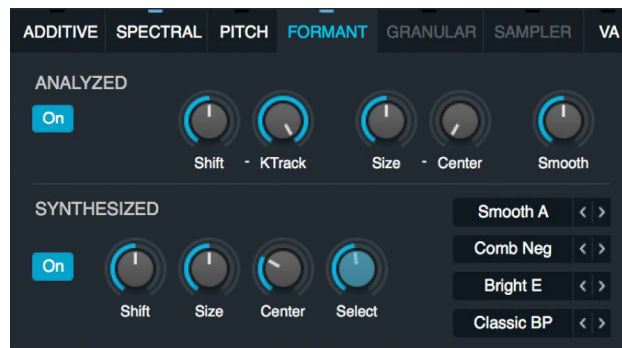 ADDITIVE SPECTRAL PITCH FORMANT GRANULAR SAMPLER VA
ANALYZED
On
Shift - KTrack Size - Center Smooth
SYNTHESIZED
On
Shift Size Center Select
Smooth A < >
Comb Neg < >
Bright E < >
Classic BP < >